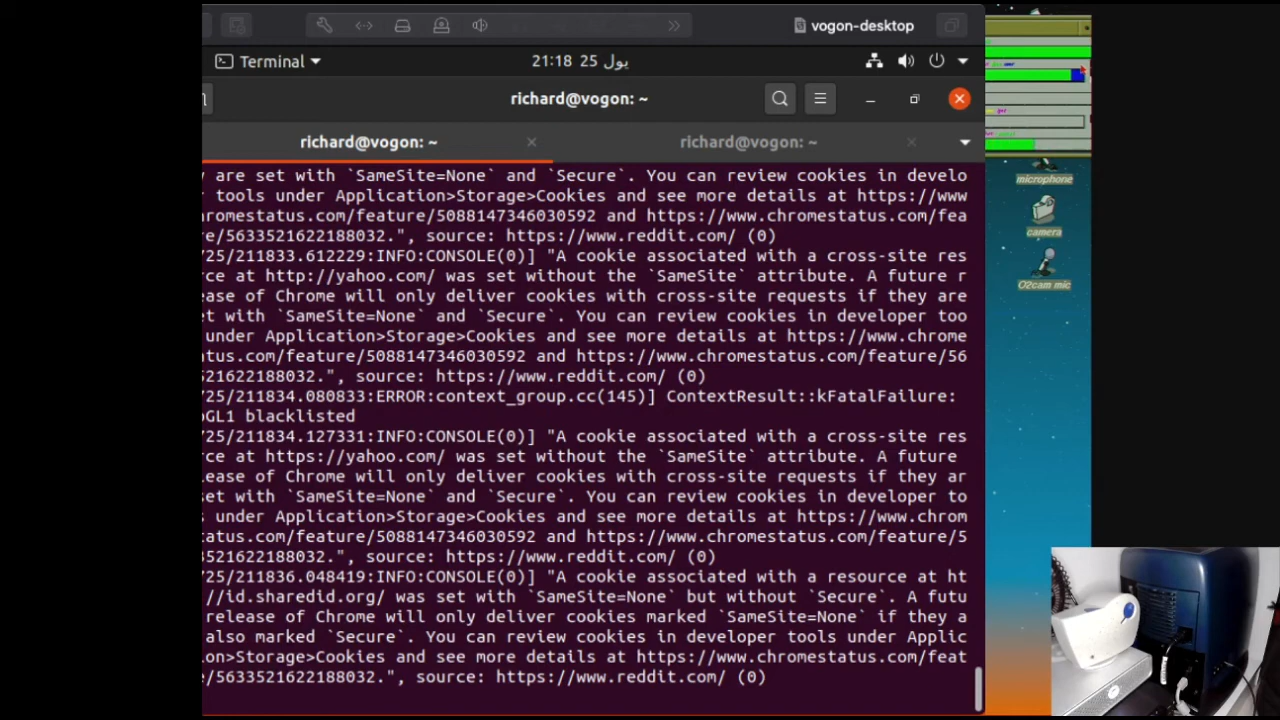 vogon-desktop
Terminal
21:18 25 يول
richard@vogon: ~
richard@vogon: ~
richard@vogon: ~
are set with `SameSite=None` and `Secure`. You can review cookies in develo
tools under Application>Storage>Cookies and see more details at https://www
romestatus.com/feature/5088147346030592 and https://www.chromestatus.com/fea
re/5633521622188032.", source: https://www.reddit.com/ (0)
25/211833.612229:INFO:CONSOLE(0)] "A cookie associated with a cross-site res
rce at http://yahoo.com/ was set without the `SameSite` attribute. A future r
ease of Chrome will only deliver cookies with cross-site requests if they are
et with `SameSite=None` and `Secure`. You can review cookies in developer too
under Application>Storage>Cookies and see more details at https://www.chrome
tatus.com/feature/5088147346030592 and https://www.chromestatus.com/feature/56
521622188032.", source: https://www.reddit.com/ (0)
25/211834.080833:ERROR:context_group.cc(145)] ContextResult::kFatalFailure:
GL1 blacklisted
25/211834.127331:INFO:CONSOLE(0)] "A cookie associated with a cross-site res
rce at https://yahoo.com/ was set without the `SameSite` attribute. A future
elease of Chrome will only deliver cookies with cross-site requests if they ar
set with `SameSite=None` and `Secure`. You can review cookies in developer to
s under Application>Storage>Cookies and see more details at https://www.chrom
status.com/feature/5088147346030592 and https://www.chromestatus.com/feature/5
521622188032.", source: https://www.reddit.com/ (0)
25/211836.048419:INFO:CONSOLE(0)] "A cookie associated with a resource at ht
//id.sharedid.org/ was set with `SameSite=None` but without `Secure`. A futu
release of Chrome will only deliver cookies marked `SameSite=None` if they a
also marked `Secure`. You can review cookies in developer tools under Applic
on>Storage>Cookies and see more details at https://www.chromestatus.com/feat
/5633521622188032.", source: https://www.reddit.com/ (0)
microphone
camera
O2cam mic